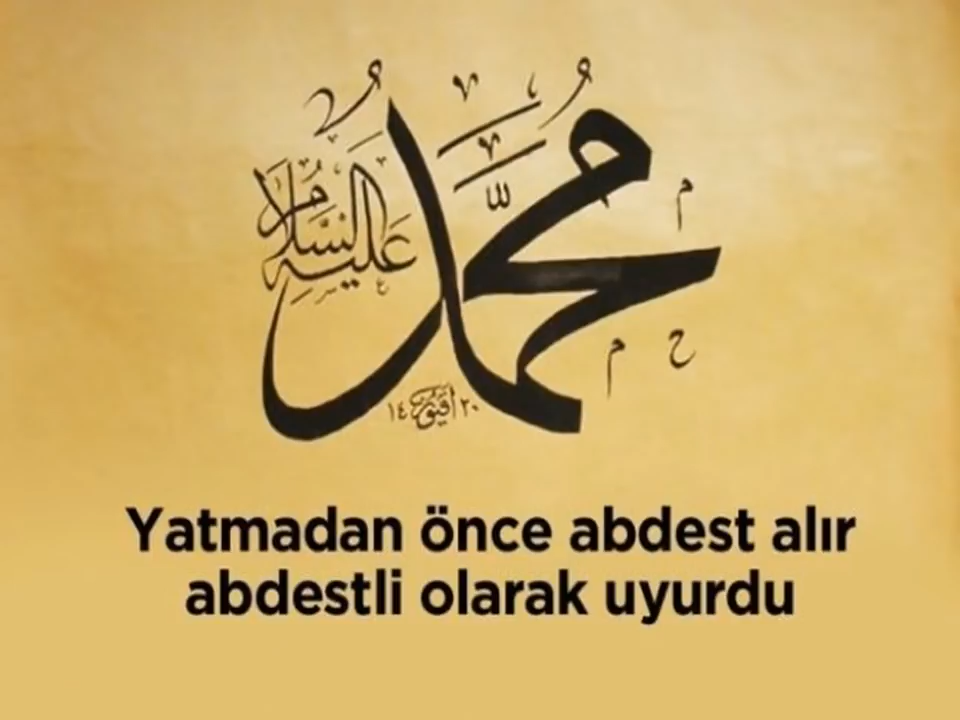 محمد
عليه السلام
Yatmadan önce abdest alır
abdestli olarak uyurdu